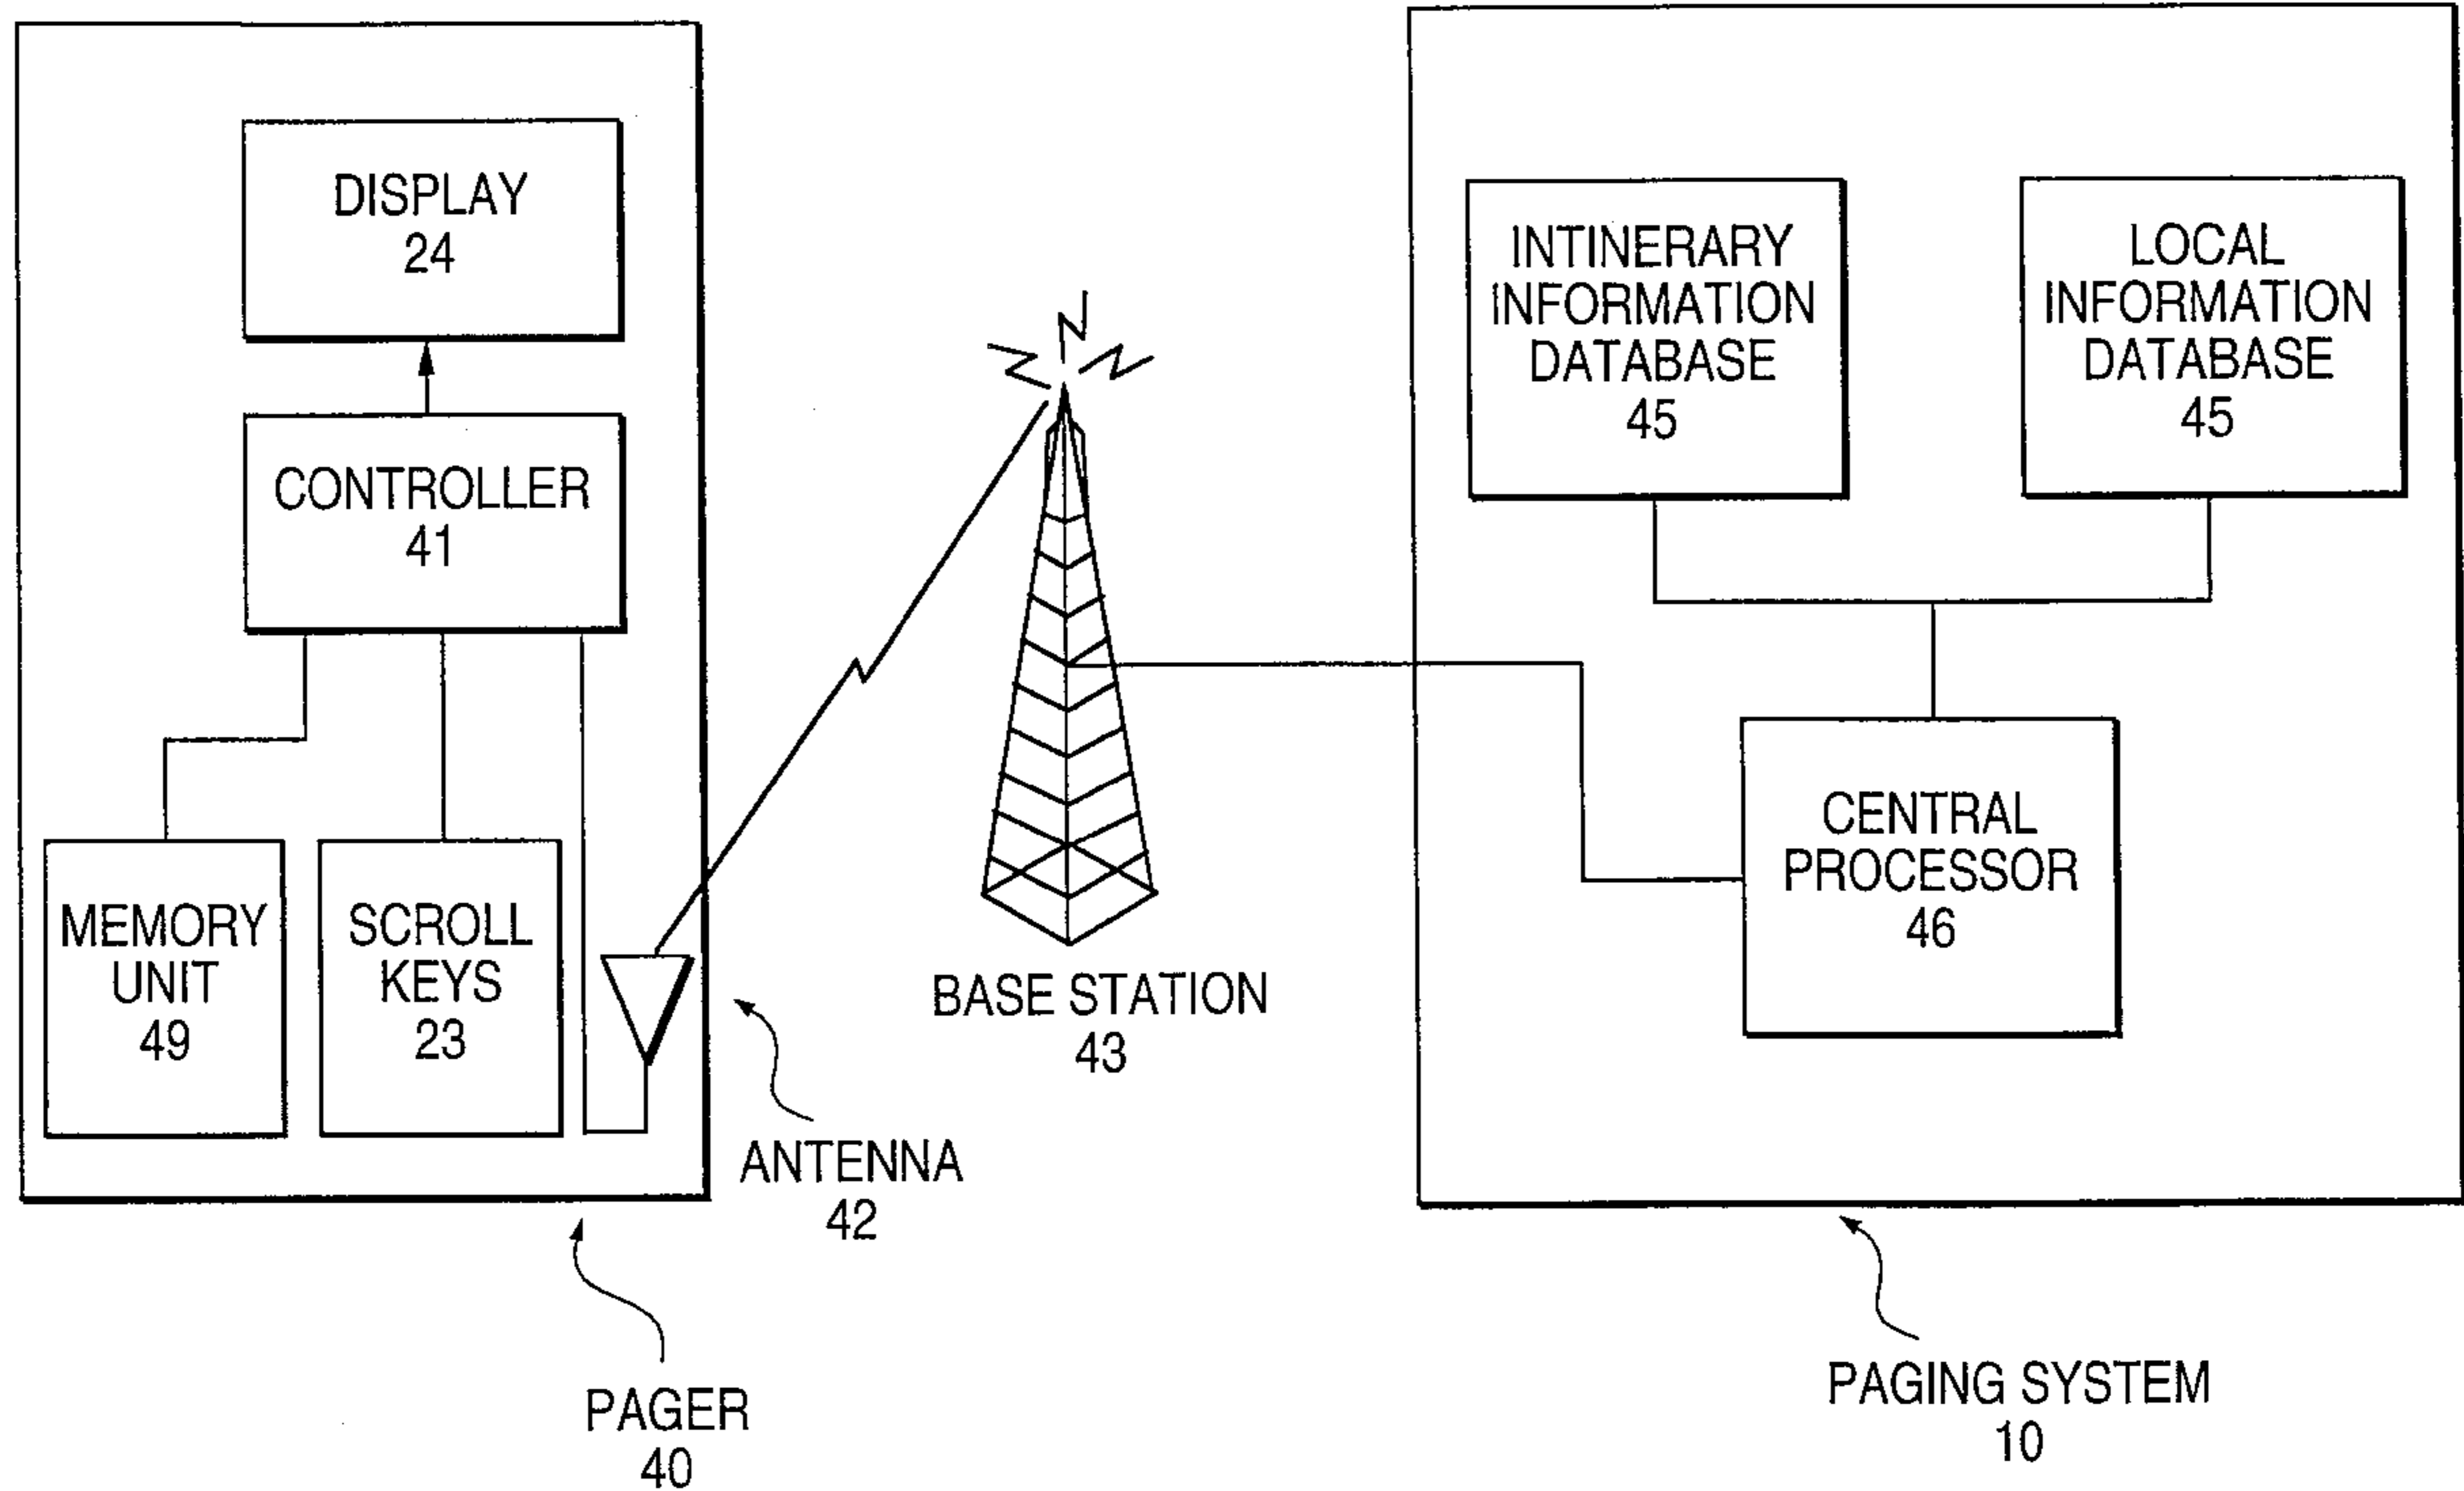 DISPLAY
24
CONTROLLER
41
MEMORY
UNIT
49
SCROLL
KEYS
23
ANTENNA
42
PAGER
40
BASE STATION
43
INTINERARY
INFORMATION
DATABASE
45
LOCAL
INFORMATION
DATABASE
45
CENTRAL
PROCESSOR
46
PAGING SYSTEM
10